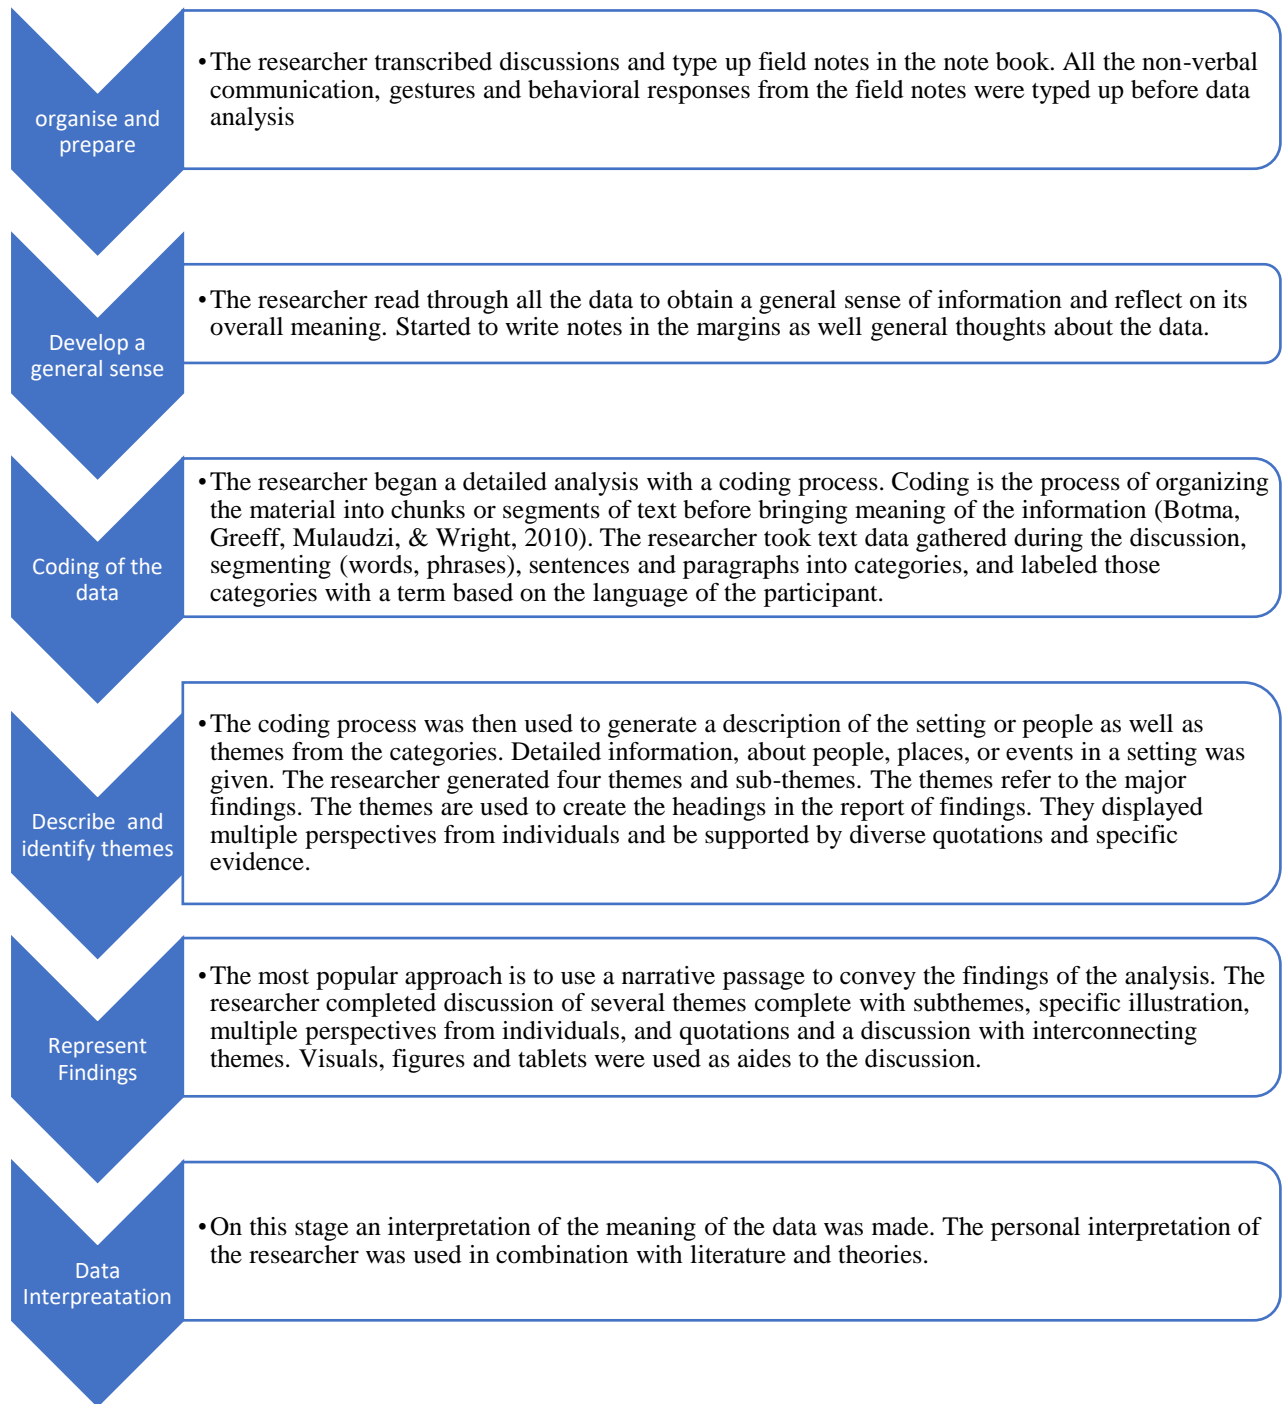 organise and
prepare
•The researcher transcribed discussions and type up field notes in the note book. All the non-verbal
communication, gestures and behavioral responses from the field notes were typed up before data
analysis
Develop a
general sense
•The researcher read through all the data to obtain a general sense of information and reflect on its
overall meaning. Started to write notes in the margins as well general thoughts about the data.
Coding of the
data
•The researcher began a detailed analysis with a coding process. Coding is the process of organizing
the material into chunks or segments of text before bringing meaning of the information (Botma,
Greeff, Mulaudzi, & Wright, 2010). The researcher took text data gathered during the discussion,
segmenting (words, phrases), sentences and paragraphs into categories, and labeled those
categories with a term based on the language of the participant.
Describe and
identify themes
•The coding process was then used to generate a description of the setting or people as well as
themes from the categories. Detailed information, about people, places, or events in a setting was
given. The researcher generated four themes and sub-themes. The themes refer to the major
findings. The themes are used to create the headings in the report of findings. They displayed
multiple perspectives from individuals and be supported by diverse quotations and specific
evidence.
Represent
Findings
•The most popular approach is to use a narrative passage to convey the findings of the analysis. The
researcher completed discussion of several themes complete with subthemes, specific illustration,
multiple perspectives from individuals, and quotations and a discussion with interconnecting
themes. Visuals, figures and tablets were used as aides to the discussion.
Data
Interpreatation
•On this stage an interpretation of the meaning of the data was made. The personal interpretation of
the researcher was used in combination with literature and theories.